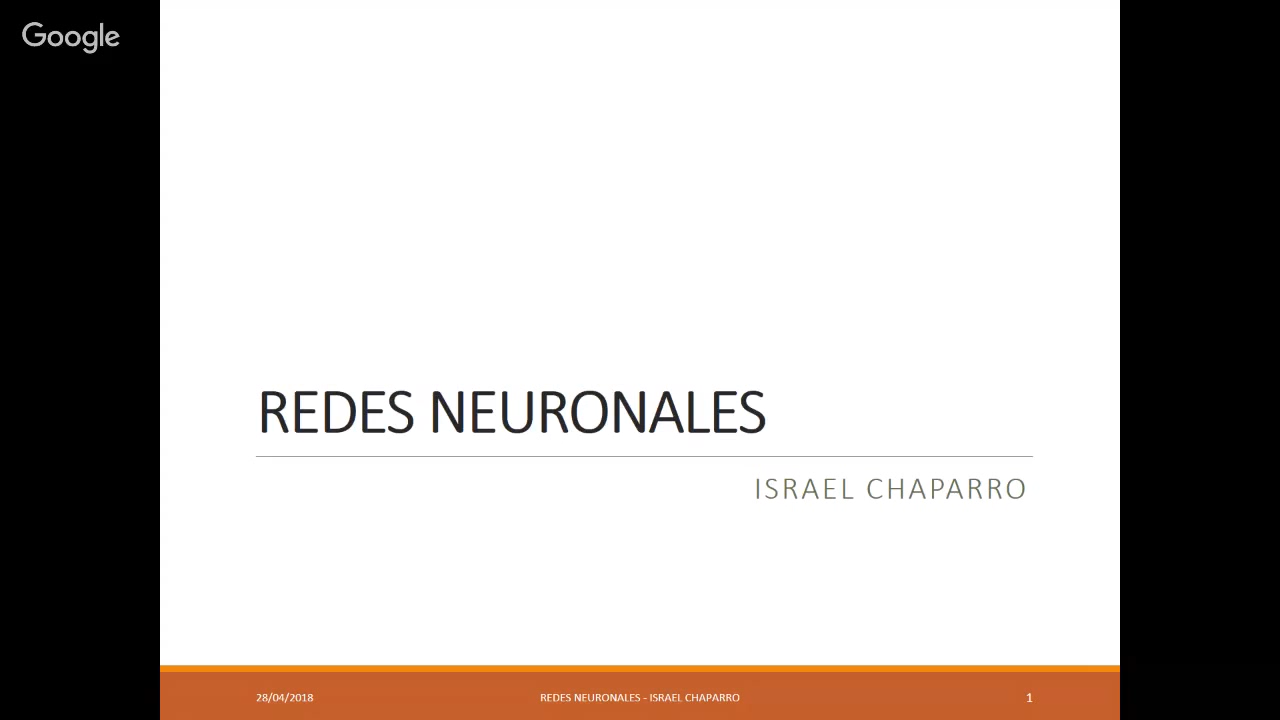 Google
REDES NEURONALES
ISRAEL CHAPARRO
28/04/2018
REDES NEURONALES - ISRAEL CHAPARRO
1